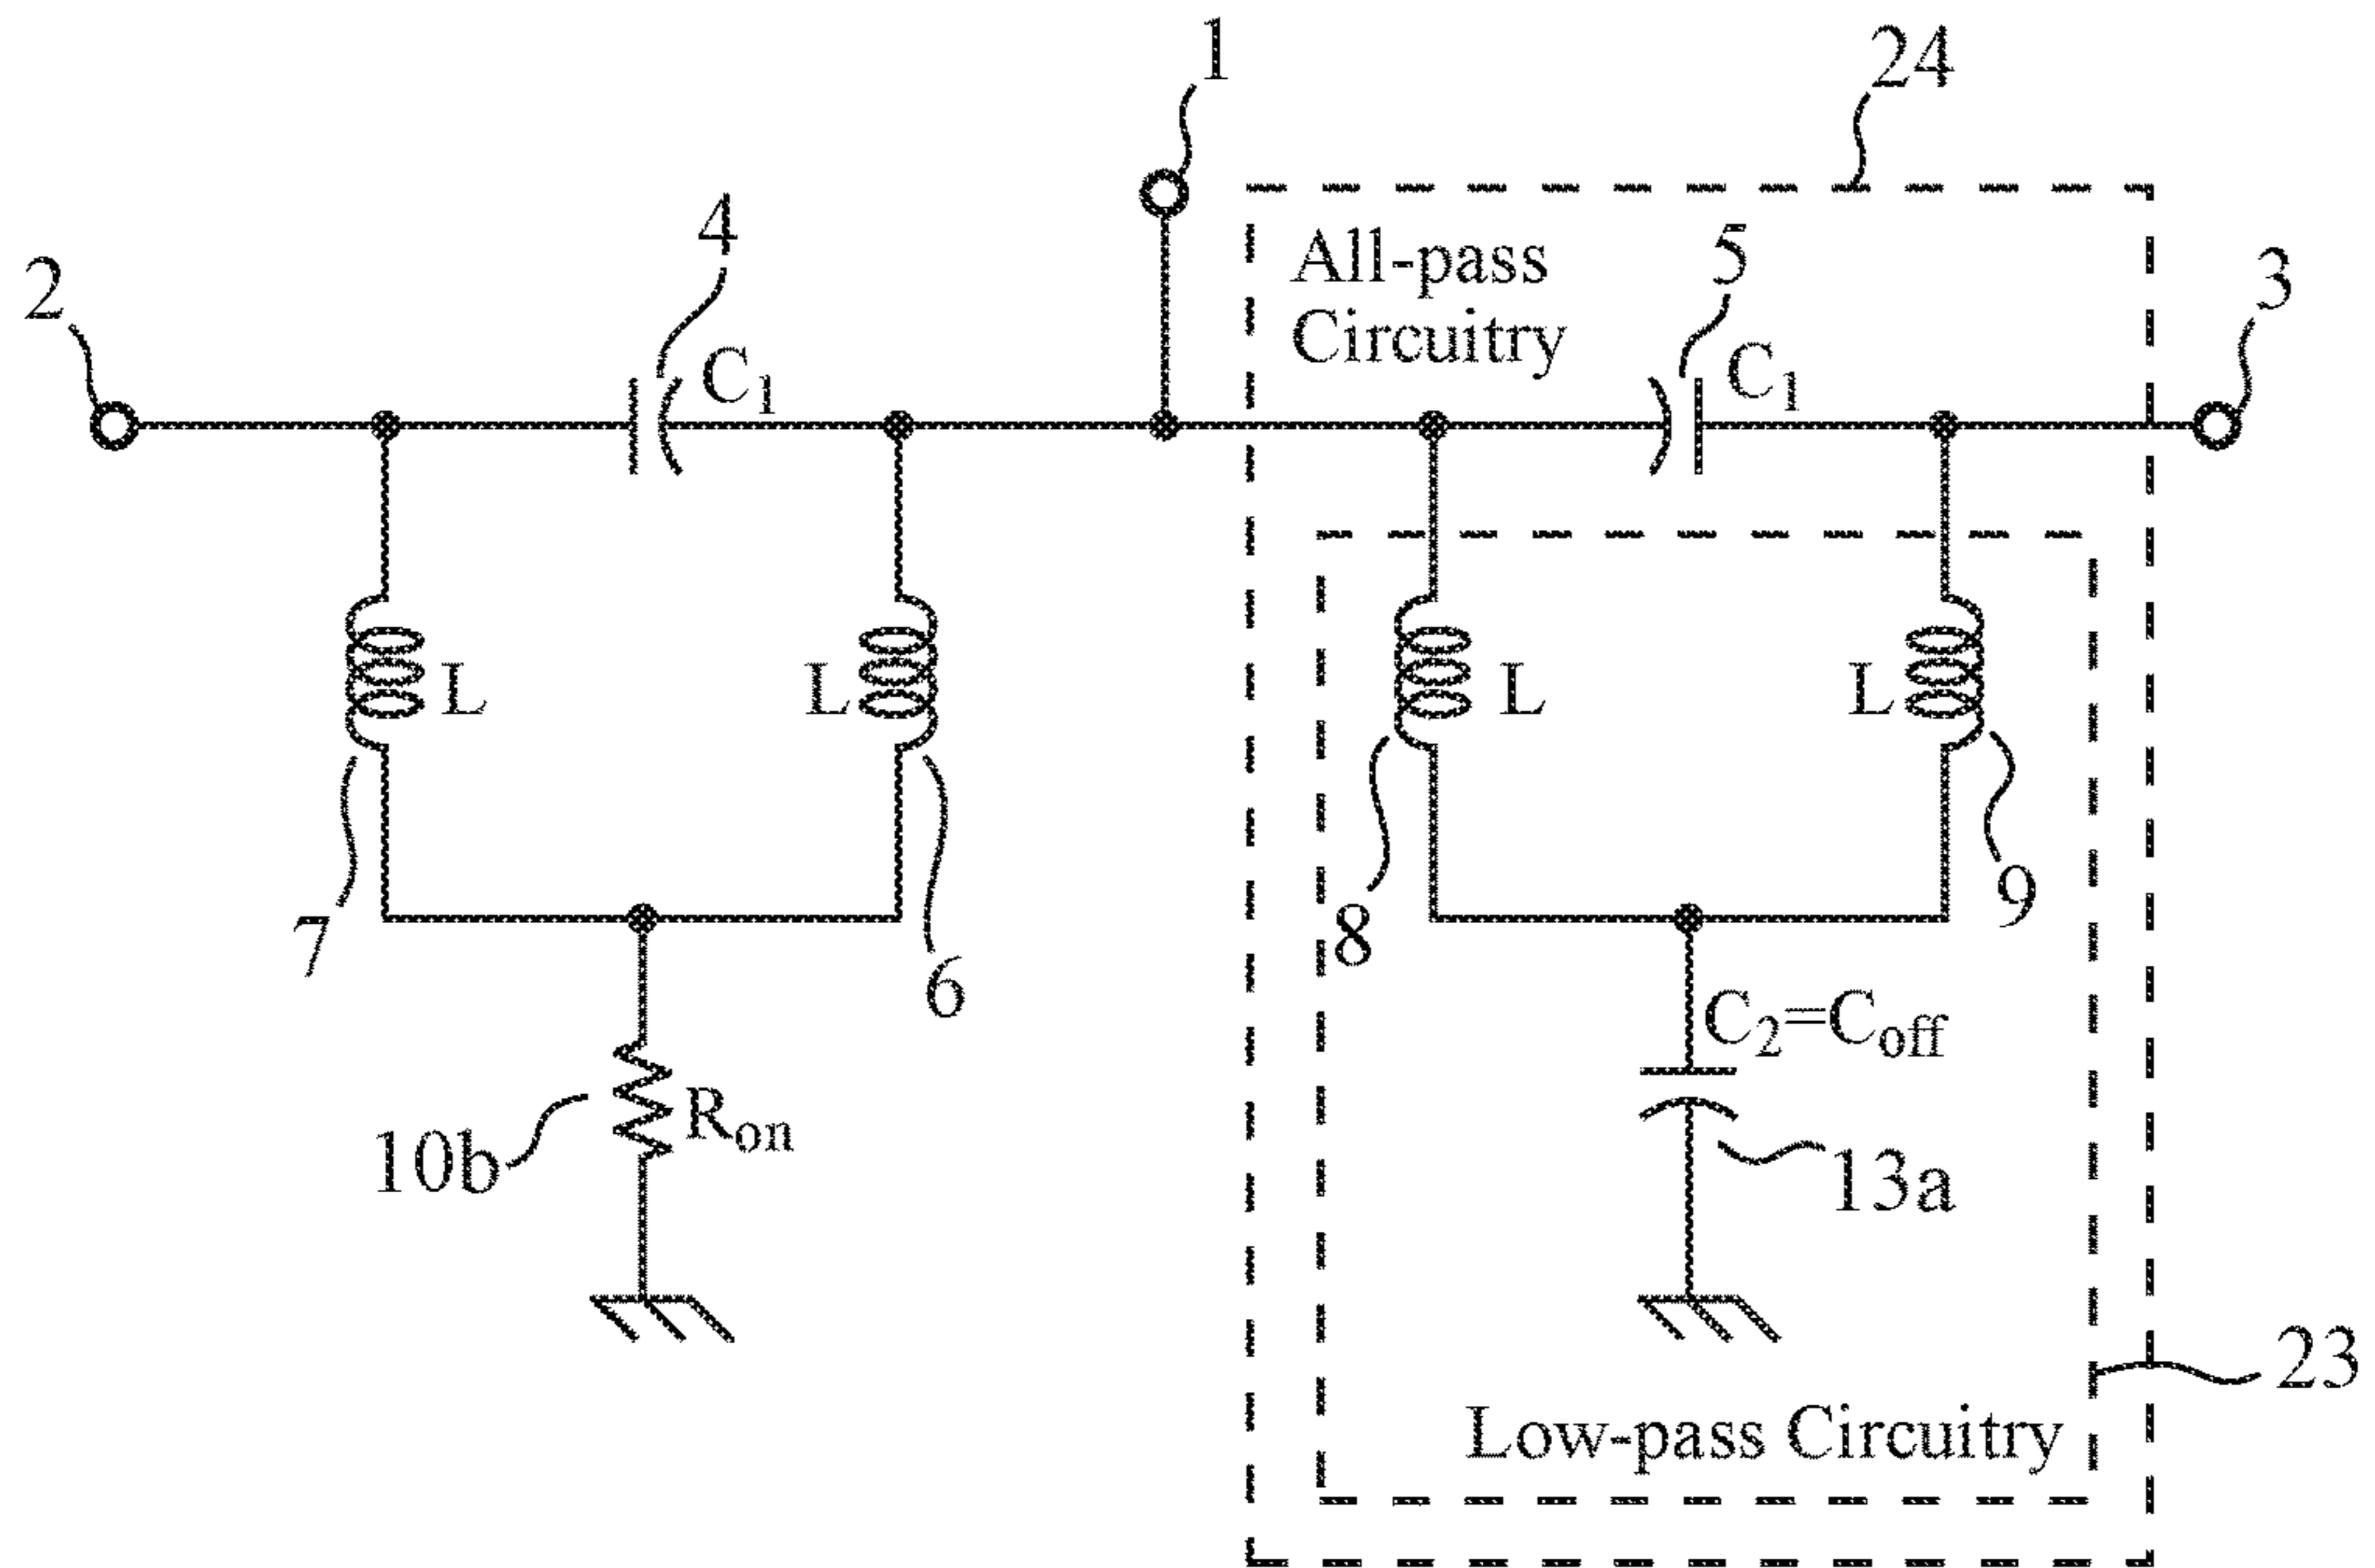 1
24
4
All-pass
Circuitry
5
3
2
C₁
C₁
L
L
L
L
7
6
8
9
C₂=Cₒff
Rₒₙ
10b
13a
23
Low-pass Circuitry